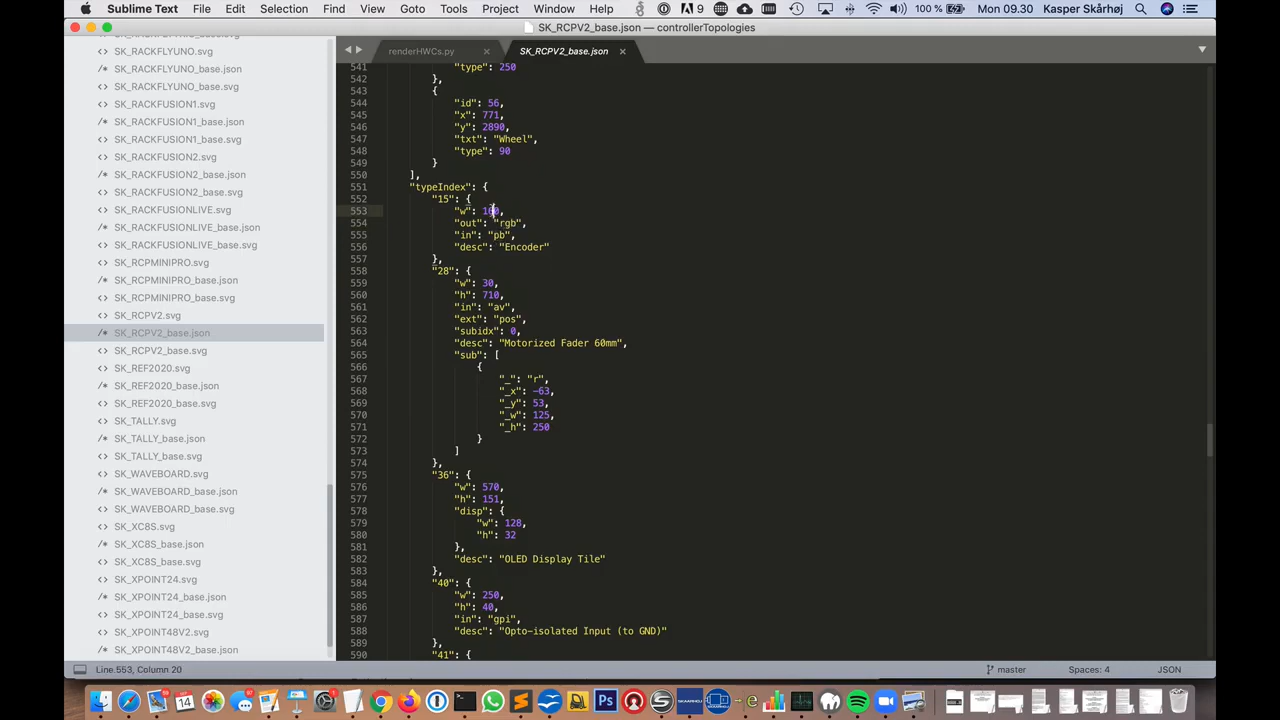 Sublime Text File Edit Selection Find View Goto Tools Project Window Help 9 100 % Mon 09.30 Kasper Skårhøj
SK_RCPV2_base.json — controllerTopologies
SK_RACKFLYUNO.svg
SK_RACKFLYUNO_base.json
SK_RACKFLYUNO_base.svg
SK_RACKFUSION1.svg
SK_RACKFUSION1_base.json
SK_RACKFUSION1_base.svg
SK_RACKFUSION2.svg
SK_RACKFUSION2_base.json
SK_RACKFUSION2_base.svg
SK_RACKFUSIONLIVE.svg
SK_RACKFUSIONLIVE_base.json
SK_RACKFUSIONLIVE_base.svg
SK_RCPMINIPRO.svg
SK_RCPMINIPRO_base.json
SK_RCPMINIPRO_base.svg
SK_RCPV2.svg
SK_RCPV2_base.json
SK_RCPV2_base.svg
SK_REF2020.svg
SK_REF2020_base.json
SK_REF2020_base.svg
SK_TALLY.svg
SK_TALLY_base.json
SK_TALLY_base.svg
SK_WAVEBOARD.svg
SK_WAVEBOARD_base.json
SK_WAVEBOARD_base.svg
SK_XC8S.svg
SK_XC8S_base.json
SK_XC8S_base.svg
SK_XPOINT24.svg
SK_XPOINT24_base.json
SK_XPOINT24_base.svg
SK_XPOINT48V2.svg
SK_XPOINT48V2_base.json
renderHWCs.py × SK_RCPV2_base.json ×
541 "type": 250
542 },
543 {
544 "id": 56,
545 "x": 771,
546 "y": 2890,
547 "txt": "Wheel",
548 "type": 90
549 }
550 ],
551 "typeIndex": {
552 "15": {
553 "w":
554 "out": "rgb",
555 "in": "pb",
556 "desc": "Encoder"
557 },
558 "28": {
559 "w": 30,
560 "h": 710,
561 "in": "av",
562 "ext": "pos",
563 "subidx": 0,
564 "desc": "Motorized Fader 60mm",
565 "sub": [
566 {
567 "_": "r",
568 "_x": -63,
569 "_y": 53,
570 "_w": 125,
571 "_h": 250
572 }
573 ]
574 },
575 "36": {
576 "w": 570,
577 "h": 151,
578 "disp": {
579 "w": 128,
580 "h": 32
581 },
582 "desc": "OLED Display Tile"
583 },
584 "40": {
585 "w": 250,
586 "h": 40,
587 "in": "gpi",
588 "desc": "Opto-isolated Input (to GND)"
589 },
590 "41": {
Line 553, Column 20 master Spaces: 4 JSON